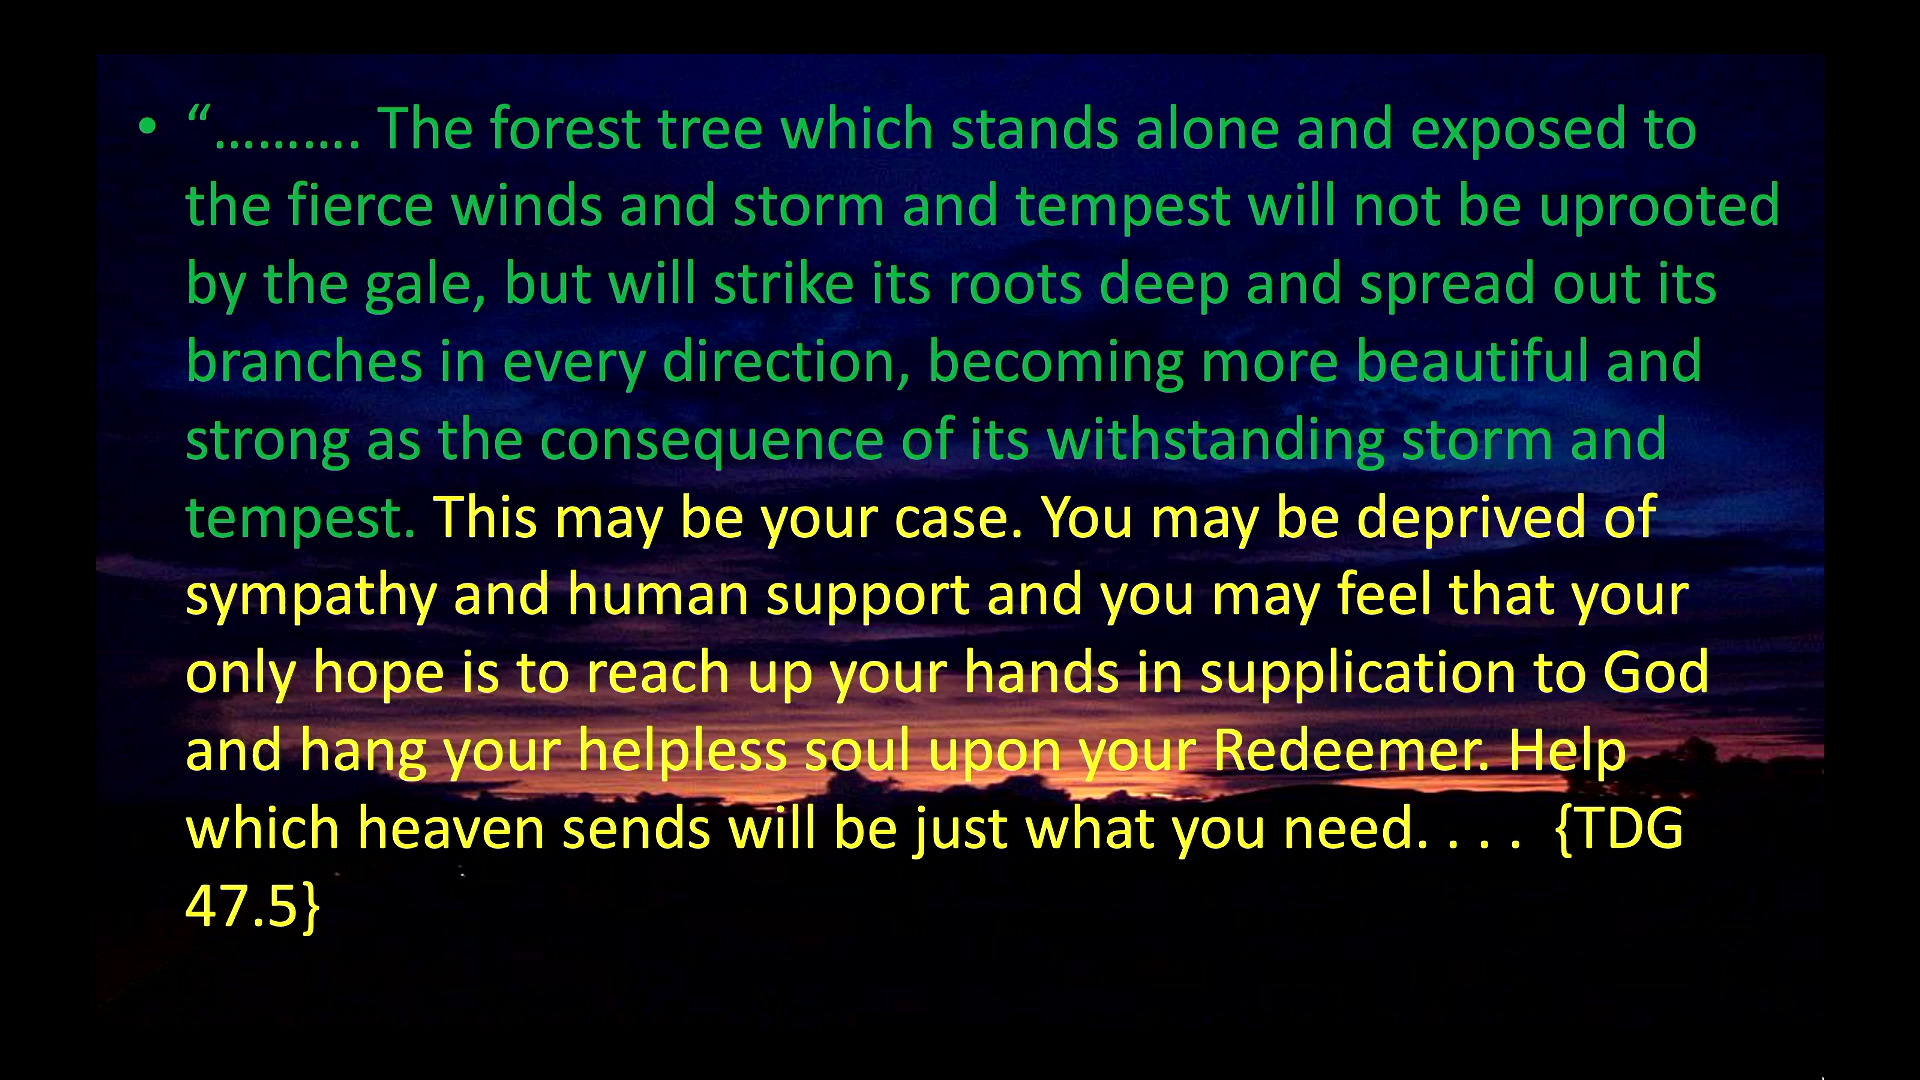 • “………. The forest tree which stands alone and exposed to
the fierce winds and storm and tempest will not be uprooted
by the gale, but will strike its roots deep and spread out its
branches in every direction, becoming more beautiful and
strong as the consequence of its withstanding storm and
tempest. This may be your case. You may be deprived of
sympathy and human support and you may feel that your
only hope is to reach up your hands in supplication to God
and hang your helpless soul upon your Redeemer. Help
which heaven sends will be just what you need. . . .  {TDG
47.5}